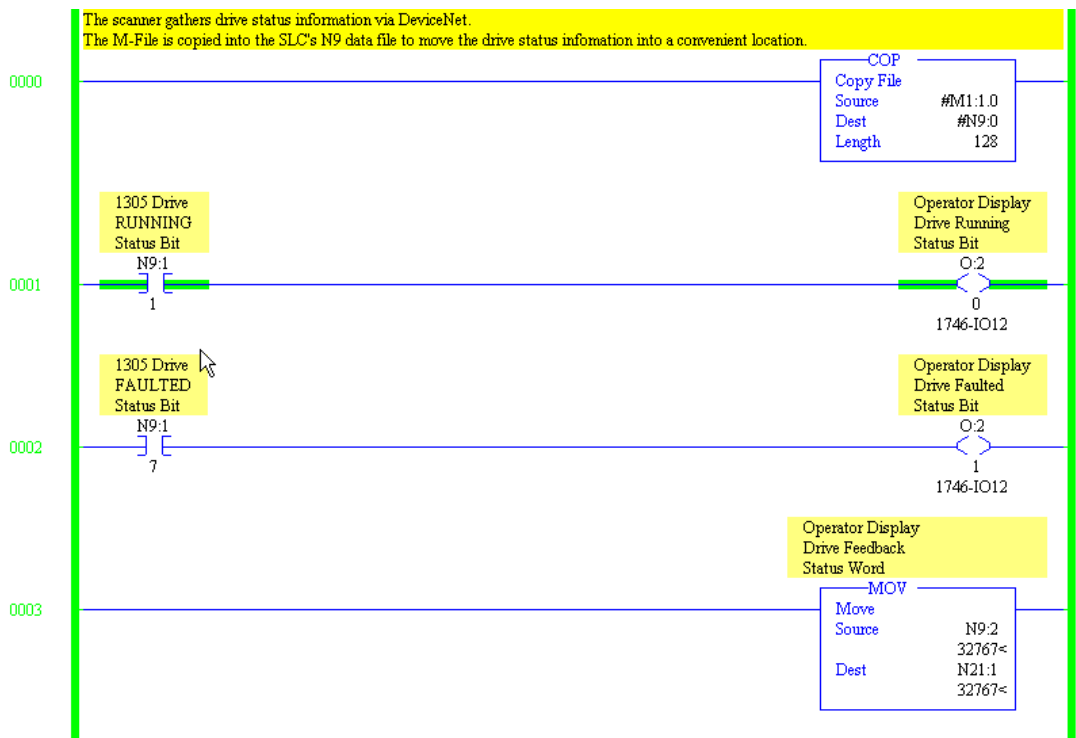 The scanner gathers drive status information via DeviceNet.
The M-File is copied into the SLC's N9 data file to move the drive status infomation into a convenient location.
0000
COP
Copy File
Source #M1:1.0
Dest #N9:0
Length 128
1305 Drive
RUNNING
Status Bit
N9:1
1
Operator Display
Drive Running
Status Bit
O:2
0
1746-IO12
0001
1305 Drive
FAULTED
Status Bit
N9:1
7
Operator Display
Drive Faulted
Status Bit
O:2
1
1746-IO12
0002
Operator Display
Drive Feedback
Status Word
0003
MOV
Move
Source N9:2
32767<
Dest N21:1
32767<